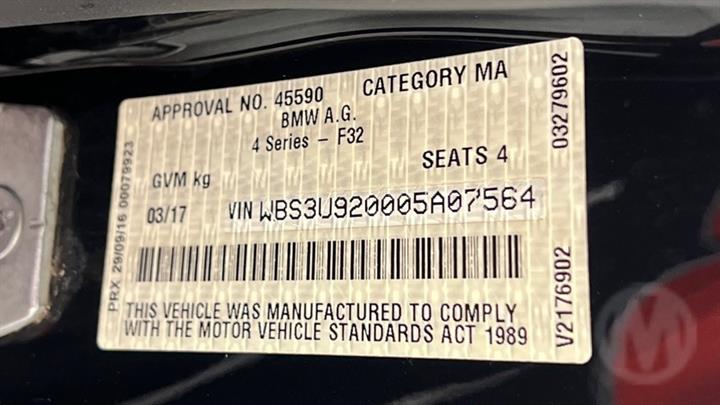 APPROVAL NO. 45590 CATEGORY MA
BMW A.G.
4 Series - F32
GVM kg SEATS 4
03/17 VIN WBS3U920005A07564
THIS VEHICLE WAS MANUFACTURED TO COMPLY
WITH THE MOTOR VEHICLE STANDARDS ACT 1989
PRX 29/09/16 00079923
03279602
V2176902
M